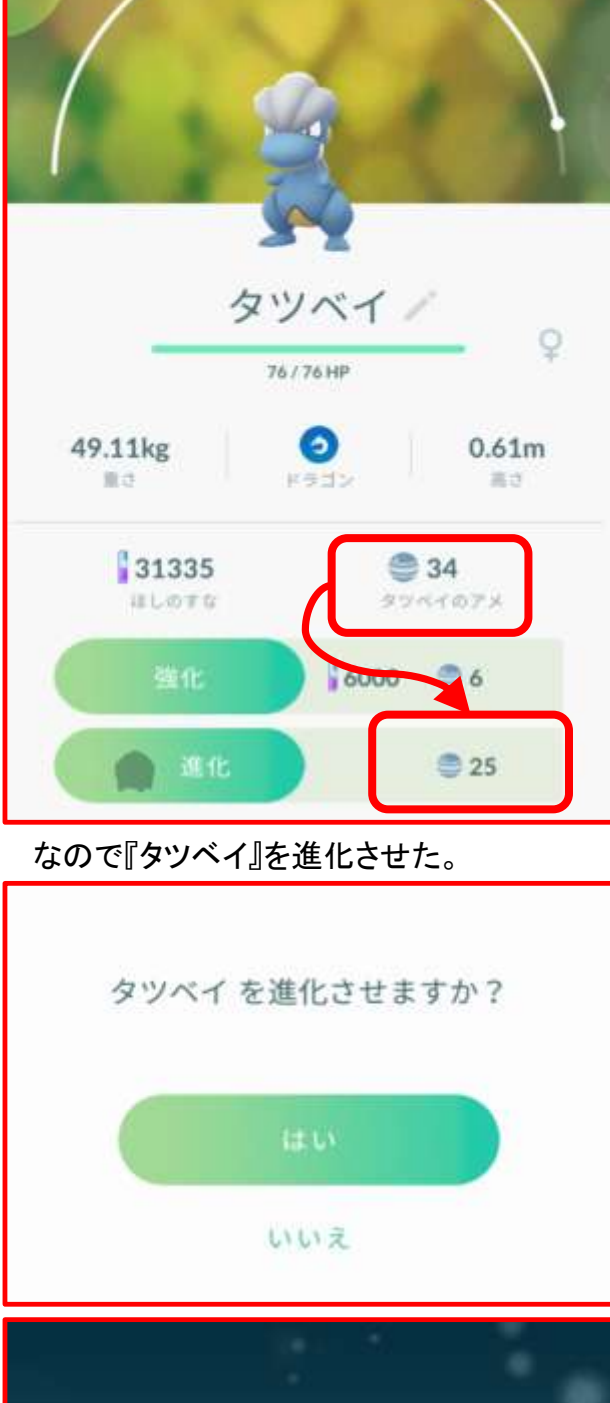 タツベイ
♀
76 / 76 HP
49.11kg
重さ
ドラゴン
0.61m
高さ
31335
ほしのすな
34
タツベイのアメ
強化
6000
6
進化
25
なので『タツベイ』を進化させた。
タツベイ を進化させますか？
はい
いいえ